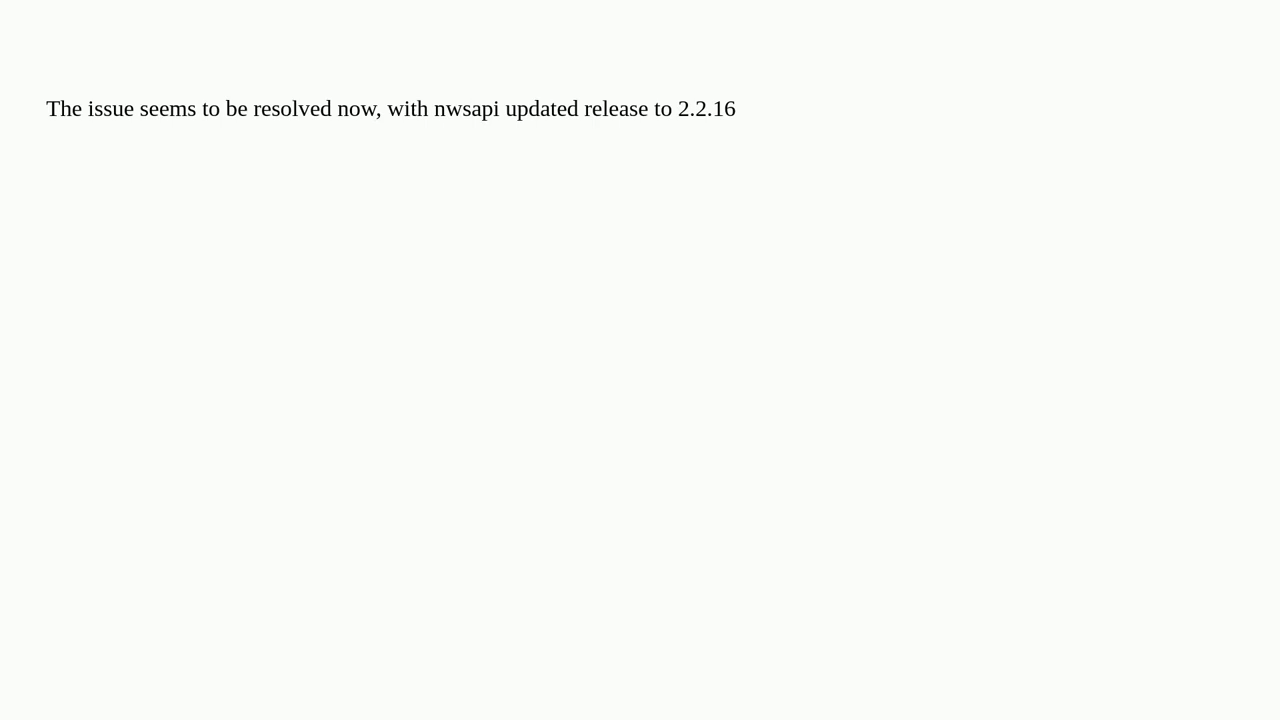 The issue seems to be resolved now, with nwsapi updated release to 2.2.16